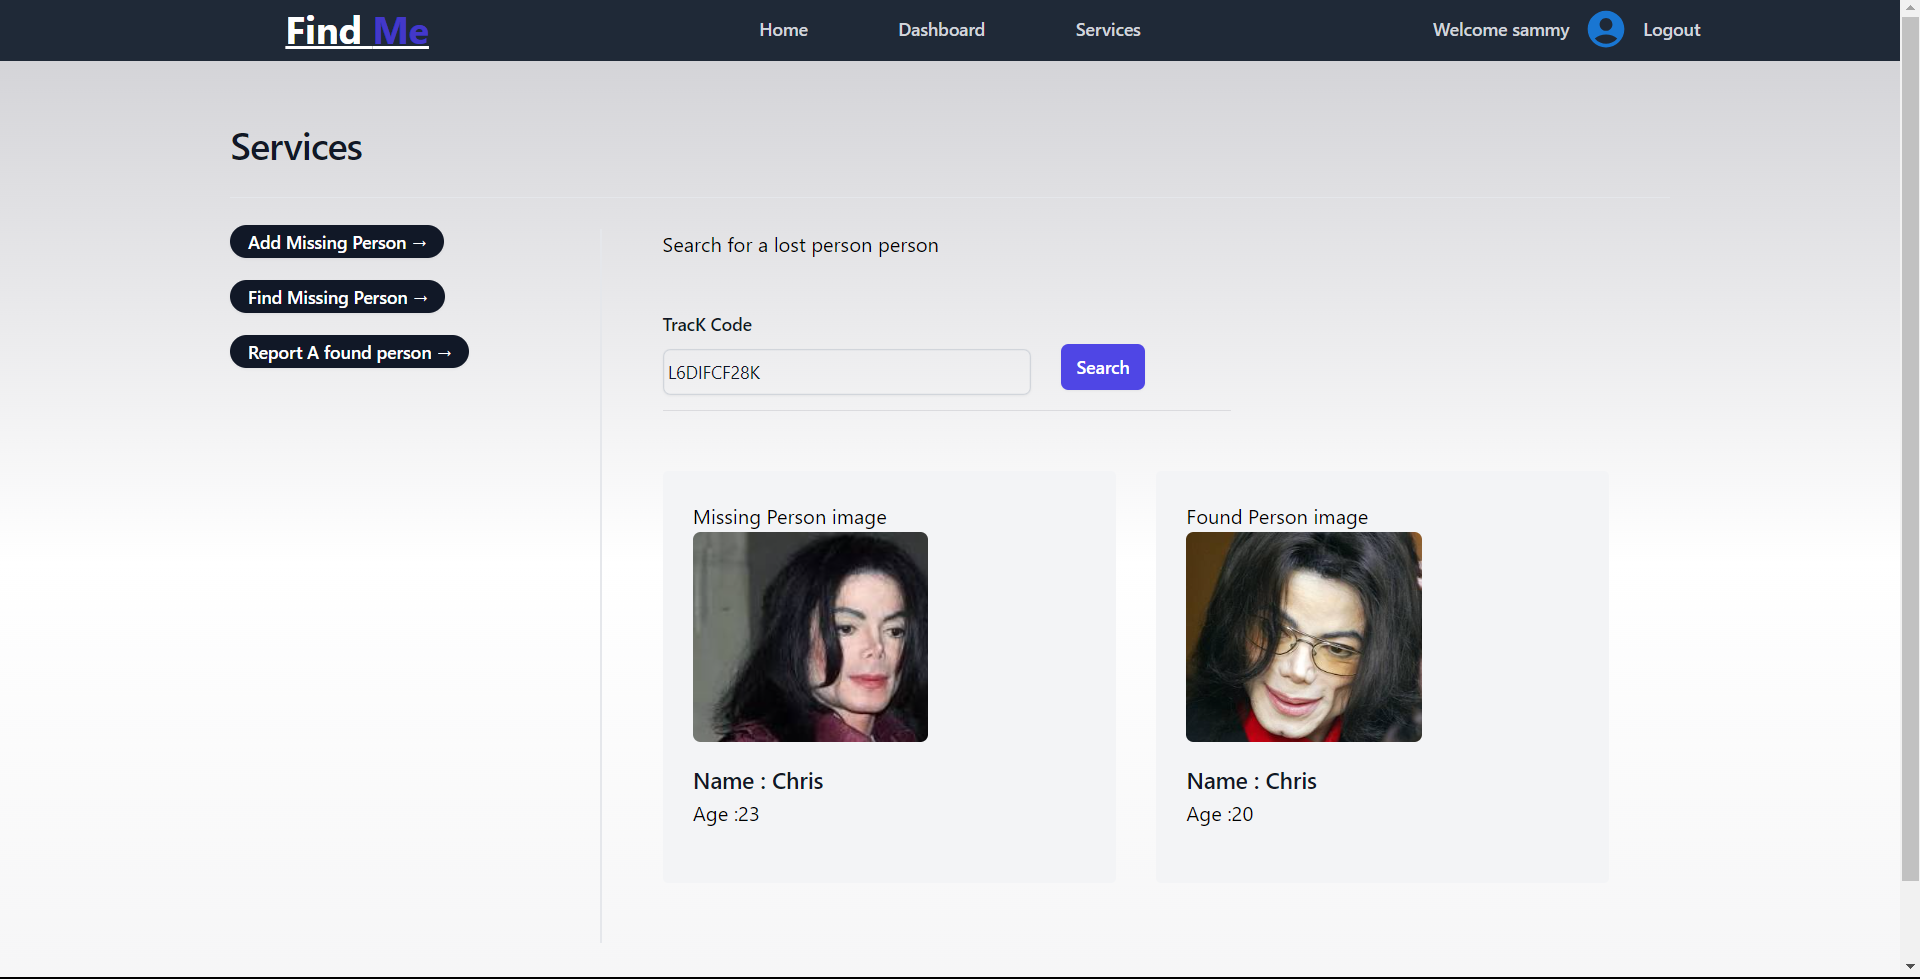 Find Me
Home
Dashboard
Services
Welcome sammy
Logout
Services
Add Missing Person →
Find Missing Person →
Report A found person →
Search for a lost person person
TracK Code
L6DIFCF28K
Search
Missing Person image
Name : Chris
Age :23
Found Person image
Name : Chris
Age :20